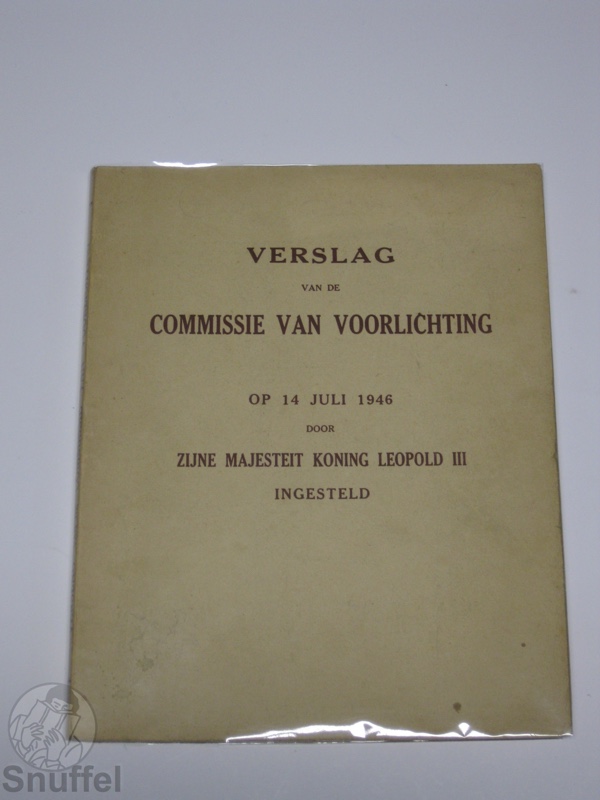 VERSLAG
VAN DE
COMMISSIE VAN VOORLICHTING
OP 14 JULI 1946
DOOR
ZIJNE MAJESTEIT KONING LEOPOLD III
INGESTELD
Snuffel